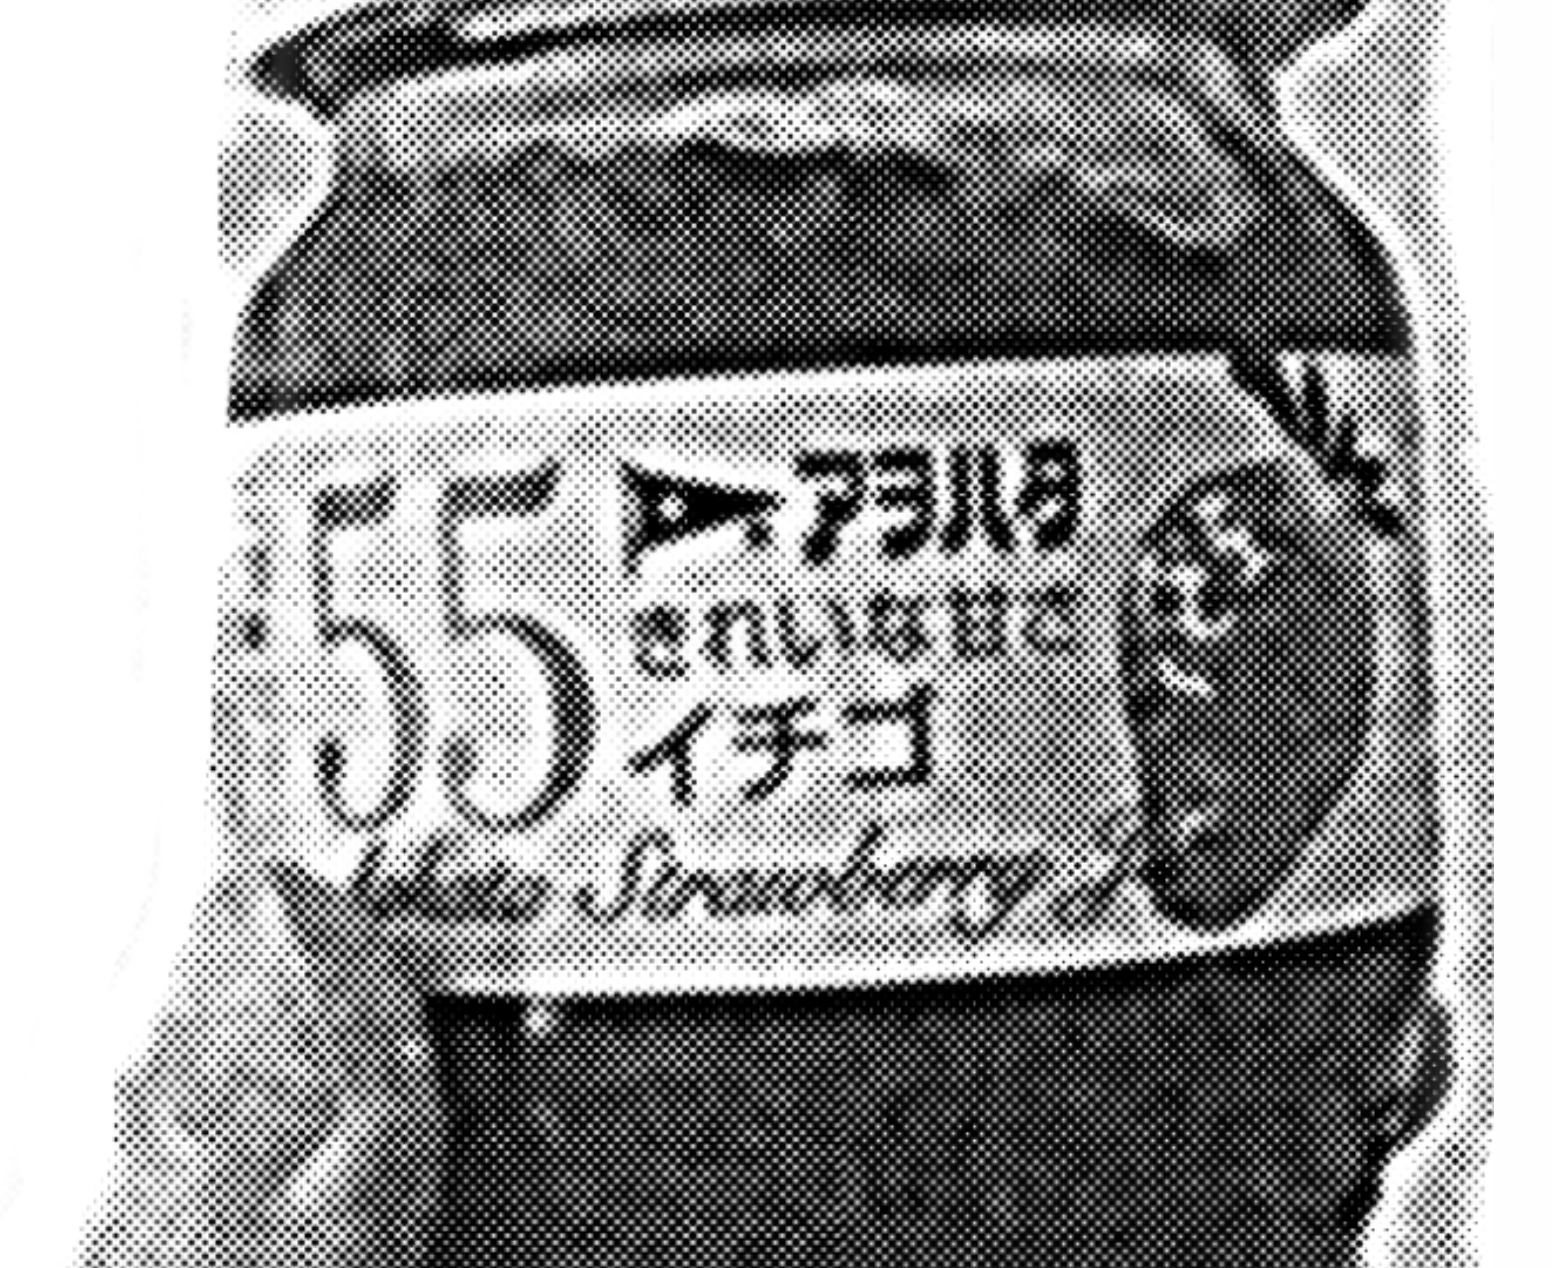 55 アヲハタ
きれいな甘さ
イチゴ
Strawberry